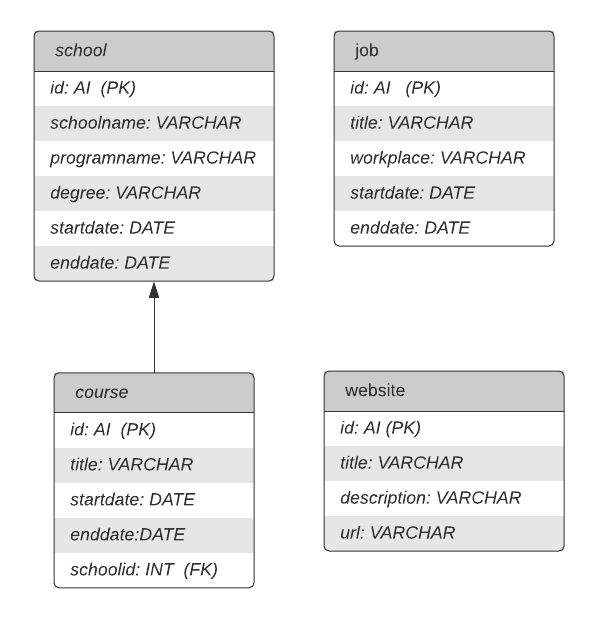 school
id: AI (PK)
schoolname: VARCHAR
programname: VARCHAR
degree: VARCHAR
startdate: DATE
enddate: DATE
job
id: AI (PK)
title: VARCHAR
workplace: VARCHAR
startdate: DATE
enddate: DATE
course
id: AI (PK)
title: VARCHAR
startdate: DATE
enddate:DATE
schoolid: INT (FK)
website
id: AI (PK)
title: VARCHAR
description: VARCHAR
url: VARCHAR